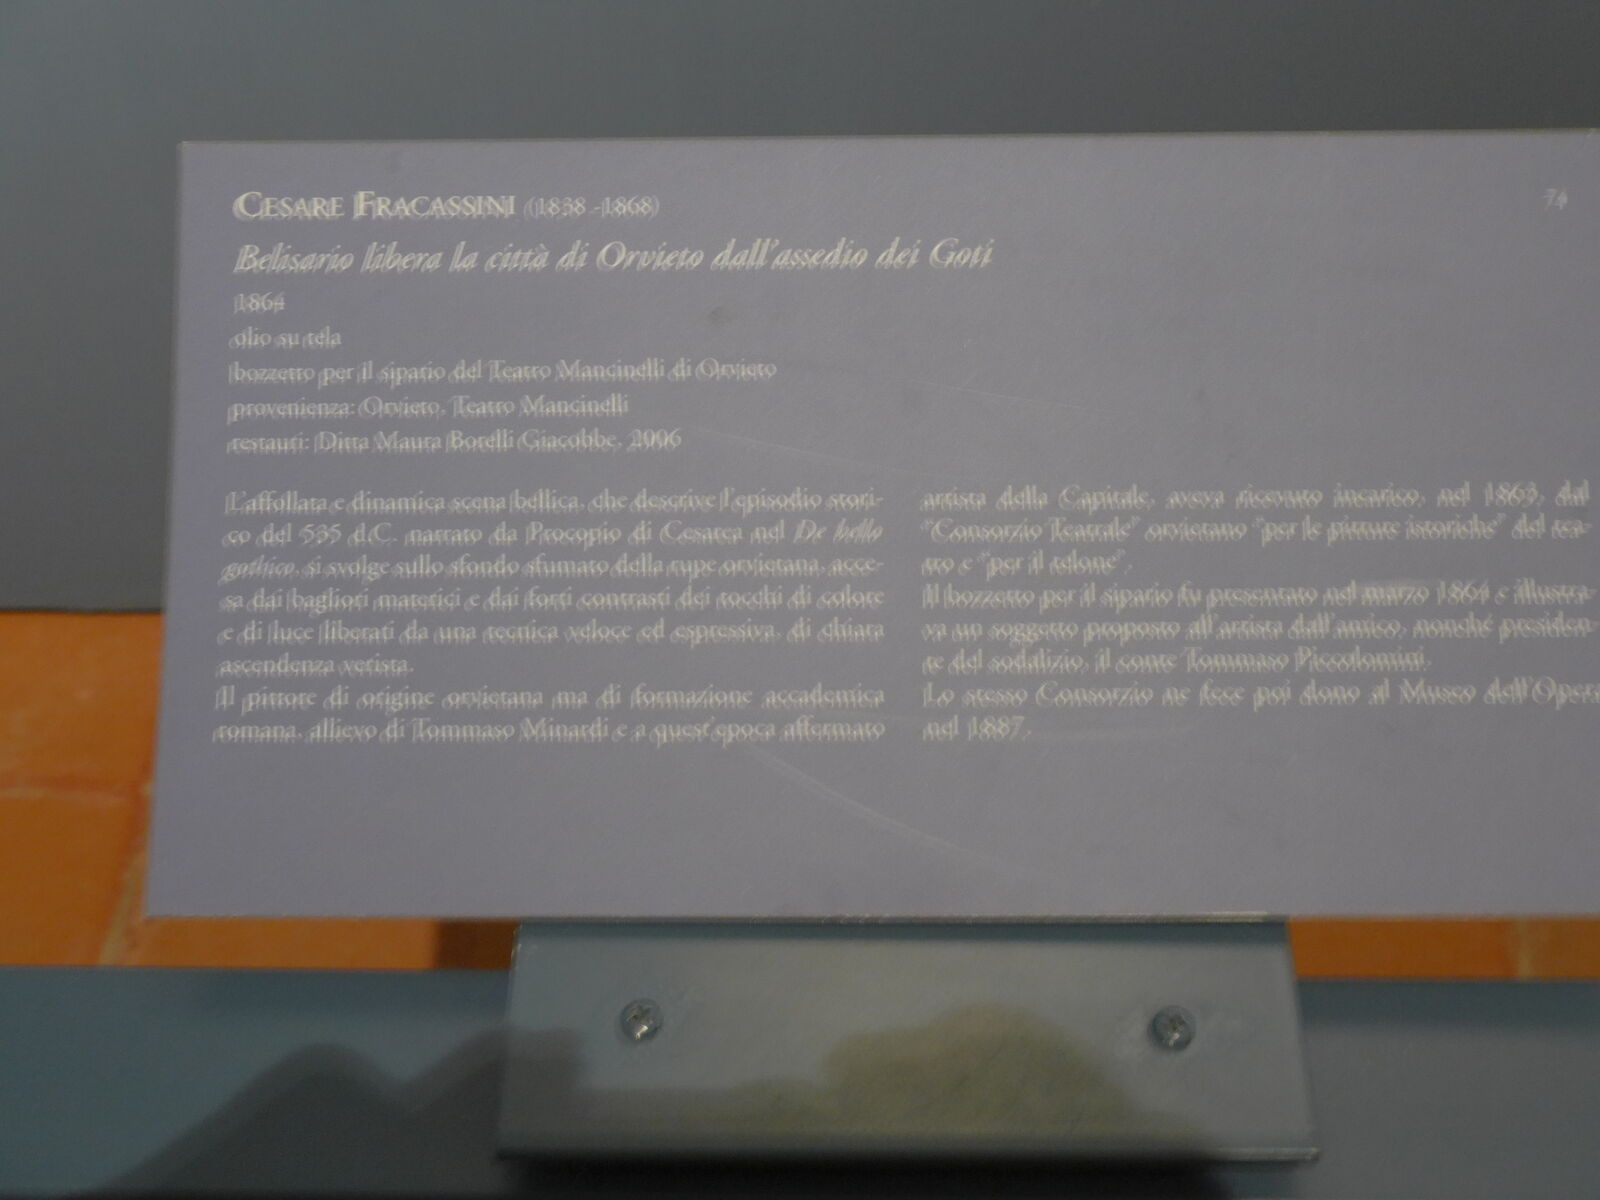 CESARE FRACASSINI (1838 -1868)
Belisario libera la città di Orvieto dall'assedio dei Goti
1864
olio su tela
bozzetto per il sipario del Teatro Mancinelli di Orvieto
provenienza: Orvieto, Teatro Mancinelli
restauri: Ditta Maura Borelli Giacobbe, 2006
L'affollata e dinamica scena bellica, che descrive l'episodio stori-
co del 535 d.C. narrato da Procopio di Cesarea nel De bello
gothico, si svolge sullo sfondo sfumato della rupe orvietana, acce-
sa dai bagliori materici e dai forti contrasti dei tocchi di colore
e di luce liberati da una tecnica veloce ed espressiva, di chiara
ascendenza verista.
Il pittore di origine orvietana ma di formazione accademica
romana, allievo di Tommaso Minardi e a quest'epoca affermato
artista della Capitale, aveva ricevuto incarico, nel 1863, dal
"Consorzio Teatrale" orvietano "per le pitture istoriche" del tea-
tro e "per il telone".
Il bozzetto per il sipario fu presentato nel marzo 1864 e illustra-
va un soggetto proposto all'artista dall'amico, nonché presiden-
te del sodalizio, il conte Tommaso Piccolomini.
Lo stesso Consorzio ne fece poi dono al Museo dell'Opera
nel 1887.